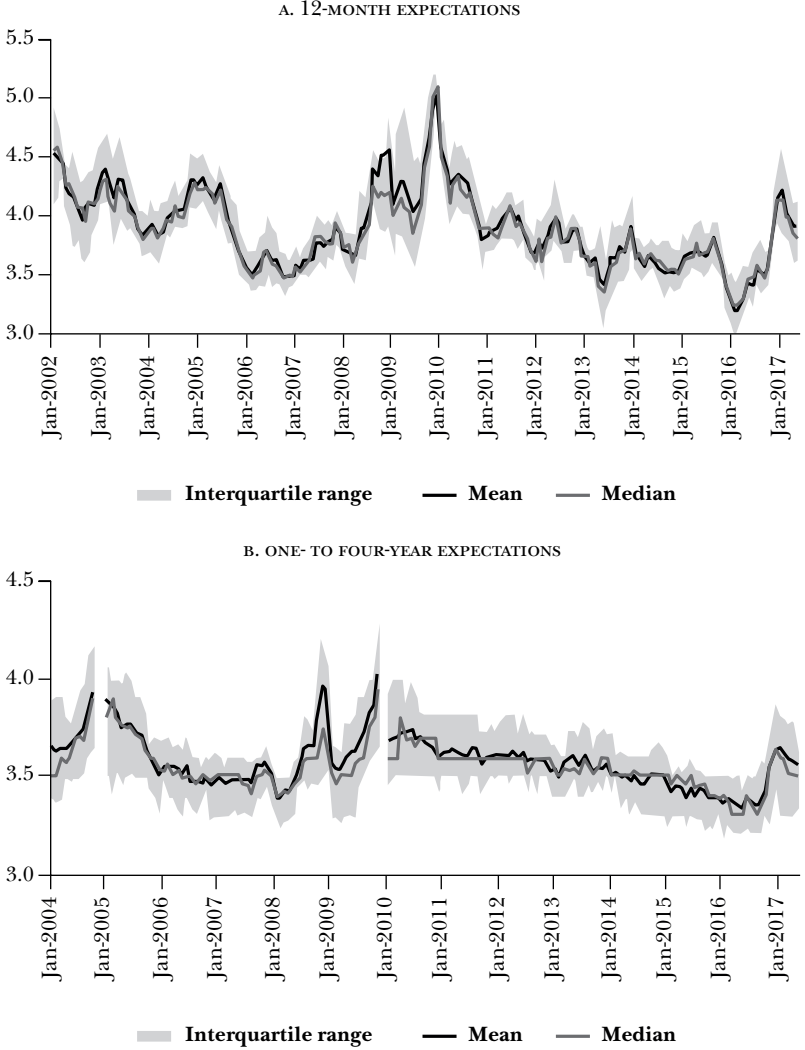 A. 12-MONTH EXPECTATIONS
5.5
5.0
4.5
4.0
3.5
3.0
Jan-2002
Jan-2003
Jan-2004
Jan-2005
Jan-2006
Jan-2007
Jan-2008
Jan-2009
Jan-2010
Jan-2011
Jan-2012
Jan-2013
Jan-2014
Jan-2015
Jan-2016
Jan-2017
Interquartile range Mean Median
B. ONE- TO FOUR-YEAR EXPECTATIONS
4.5
4.0
3.5
3.0
Jan-2004
Jan-2005
Jan-2006
Jan-2007
Jan-2008
Jan-2009
Jan-2010
Jan-2011
Jan-2012
Jan-2013
Jan-2014
Jan-2015
Jan-2016
Jan-2017
Interquartile range Mean Median